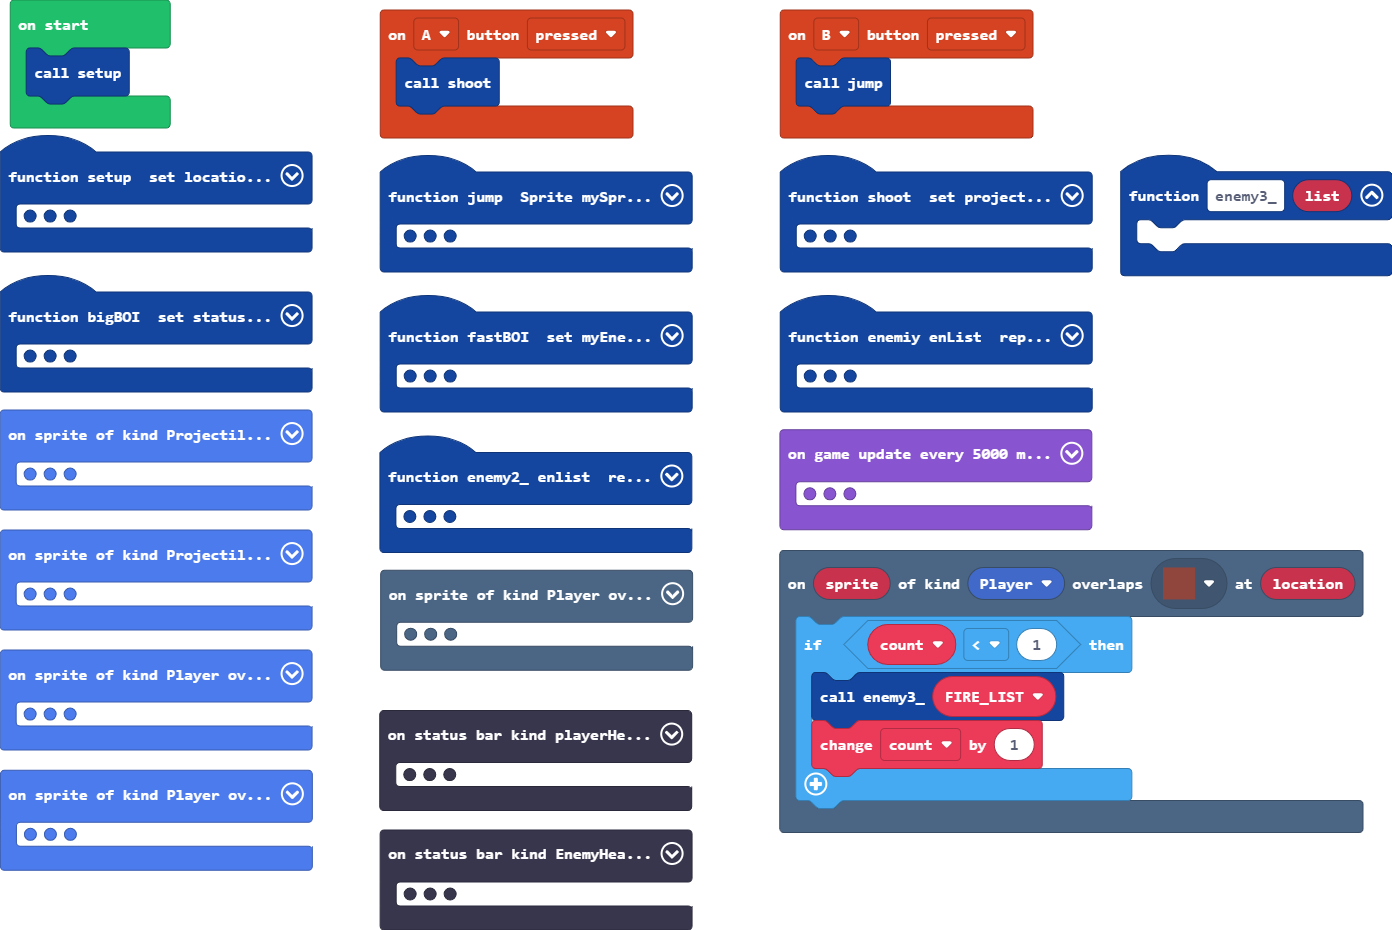 on start
call setup
on A button pressed
call shoot
on B button pressed
call jump
function setup set locatio...
function jump Sprite mySpr...
function shoot set project...
function enemy3_ list
function bigBOI set status...
function fastBOI set myEne...
function enemiy enList rep...
on sprite of kind Projectil...
on game update every 5000 m...
function enemy2_ enlist re...
on sprite of kind Projectil...
on sprite of kind Player ov...
on sprite of kind Player overlaps at location
if count < 1 then
call enemy3_ FIRE_LIST
change count by 1
on sprite of kind Player ov...
on status bar kind playerHe...
on sprite of kind Player ov...
on status bar kind EnemyHea...